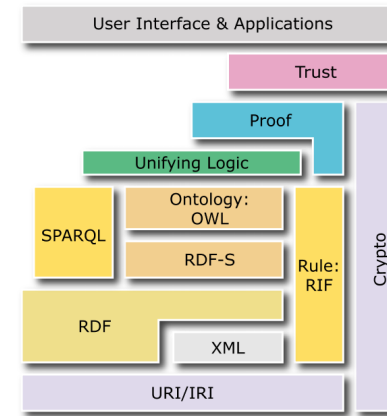 User Interface & Applications
Trust
Proof
Unifying Logic
Ontology:
OWL
SPARQL
RDF-S
Rule:
RIF
Crypto
RDF
XML
URI/IRI